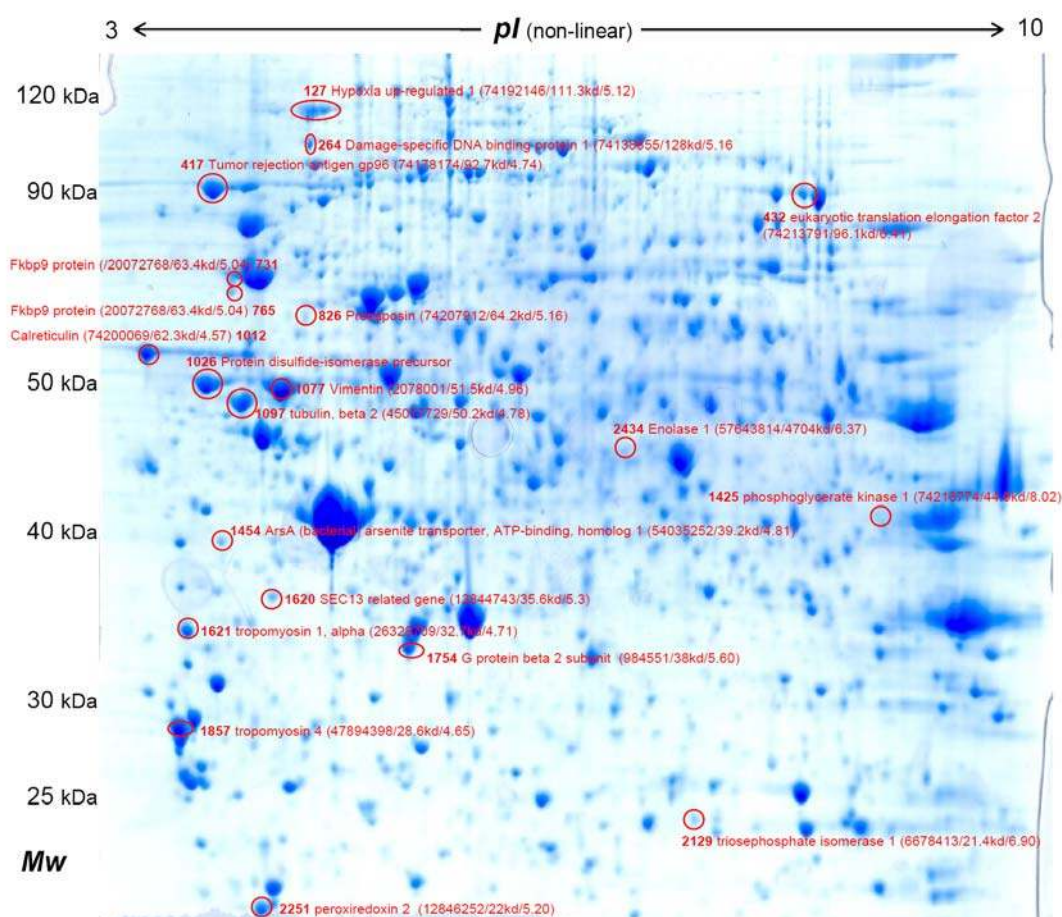 3 pI (non-linear) 10
120 kDa
127 Hypoxia up-regulated 1 (74192146/111.3kd/5.12)
264 Damage-specific DNA binding protein 1 (74138655/128kd/5.16
417 Tumor rejection antigen gp96 (74178174/92.7kd/4.74)
90 kDa
432 eukaryotic translation elongation factor 2
(74213791/96.1kd/6.41)
Fkbp9 protein (/20072768/63.4kd/5.04) 731
Fkbp9 protein (20072768/63.4kd/5.04) 765
826 Prosaposin (74207912/64.2kd/5.16)
Calreticulin (74200069/62.3kd/4.57) 1012
1026 Protein disulfide-isomerase precursor
50 kDa
1077 Vimentin (2078001/51.5kd/4.96)
1097 tubulin, beta 2 (45007729/50.2kd/4.78)
2434 Enolase 1 (57643814/4704kd/6.37)
1425 phosphoglycerate kinase 1
40 kDa
1454 ArsA (bacterial) arsenite transporter, ATP-binding, homolog 1 (54035252/39.2kd/4.81)
1620 SEC13 related gene (12844743/35.6kd/5.3)
1621 tropomyosin 1, alpha
1754 G protein beta 2 subunit (984551/38kd/5.60)
30 kDa
1857 tropomyosin 4 (47894398/28.6kd/4.65)
25 kDa
2129 triosephosphate isomerase 1 (6678413/21.4kd/6.90)
Mw
2251 peroxiredoxin 2 (12846252/22kd/5.20)